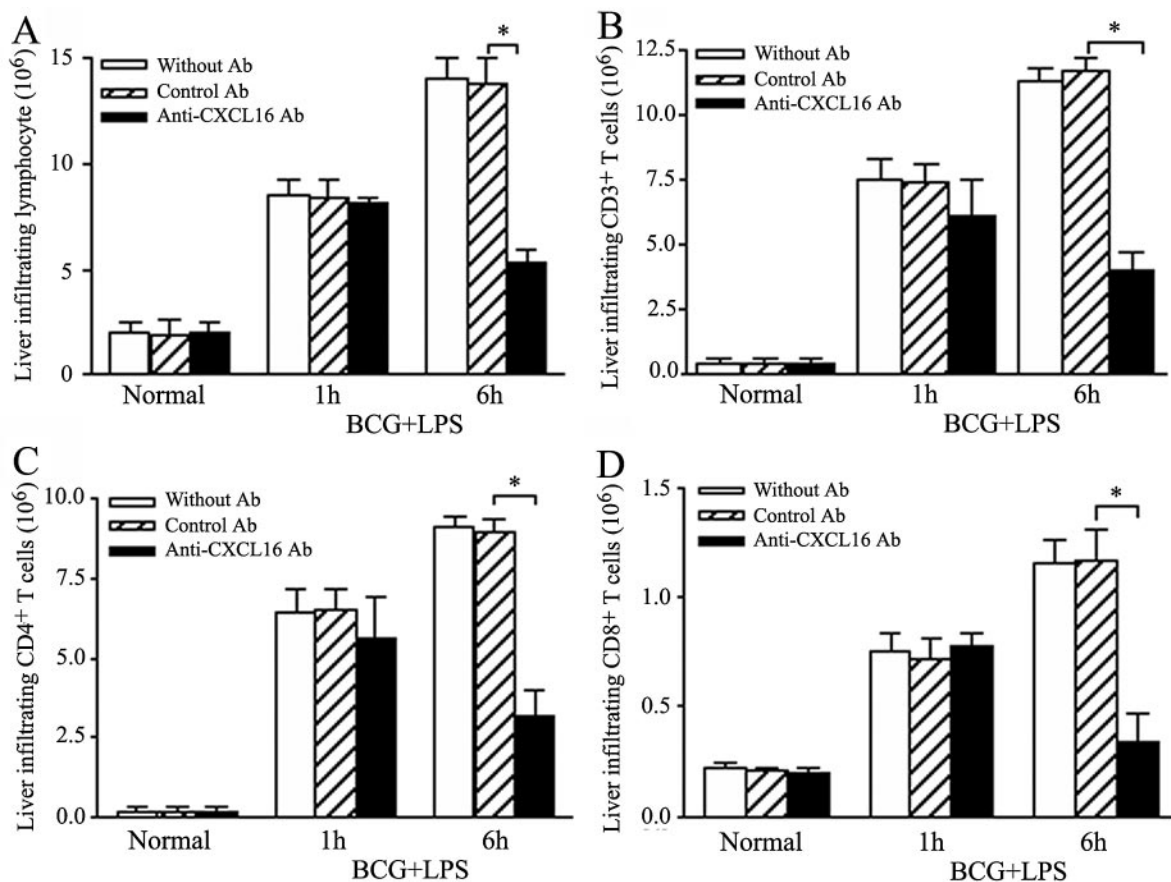 A
Liver infiltrating lymphocyte (10⁶)
15
10
5
0
Without Ab
Control Ab
Anti-CXCL16 Ab
*
Normal 1h 6h
BCG+LPS
B
Liver infiltrating CD3⁺ T cells (10⁶)
12.5
10.0
7.5
5.0
2.5
0.0
Without Ab
Control Ab
Anti-CXCL16 Ab
*
Normal 1h 6h
BCG+LPS
C
Liver infiltrating CD4⁺ T cells (10⁶)
10.0
7.5
5.0
2.5
0.0
Without Ab
Control Ab
Anti-CXCL16 Ab
*
Normal 1h 6h
BCG+LPS
D
Liver infiltrating CD8⁺ T cells (10⁶)
1.5
1.0
0.5
0.0
Without Ab
Control Ab
Anti-CXCL16 Ab
*
Normal 1h 6h
BCG+LPS